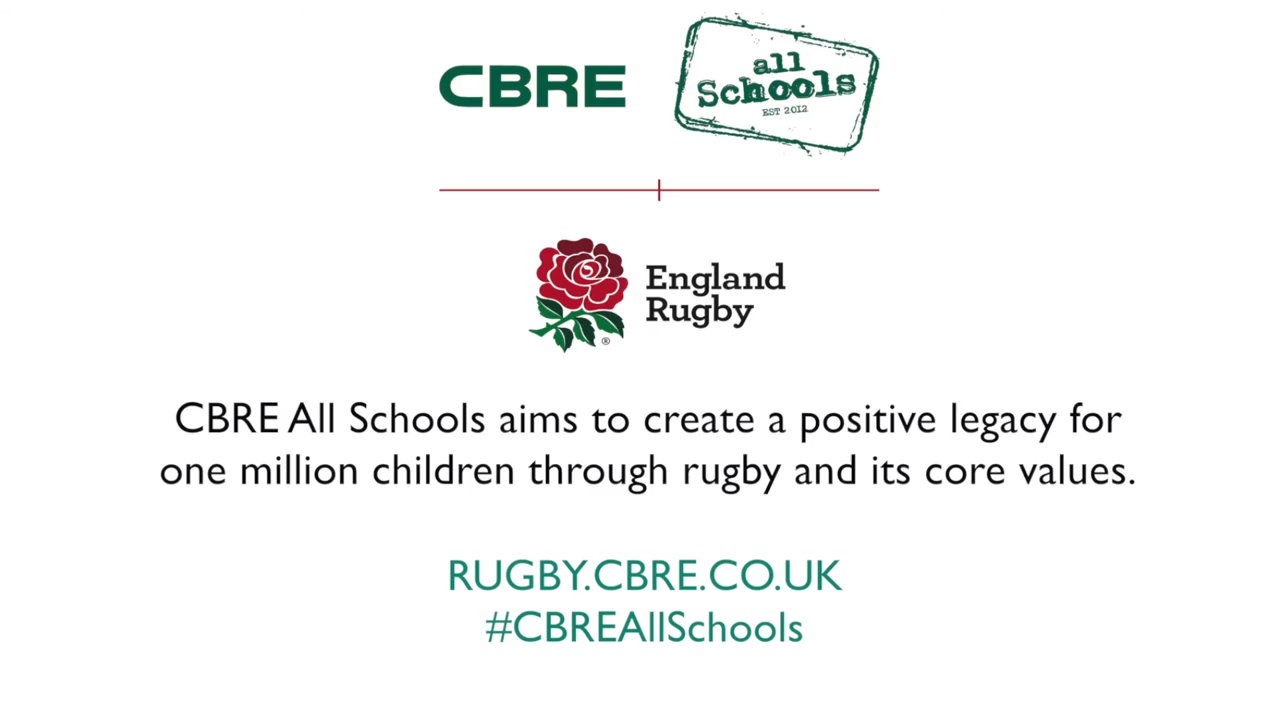 CBRE
all
Schools
EST 2012
England
Rugby
®
CBRE All Schools aims to create a positive legacy for
one million children through rugby and its core values.
RUGBY.CBRE.CO.UK
#CBREAllSchools